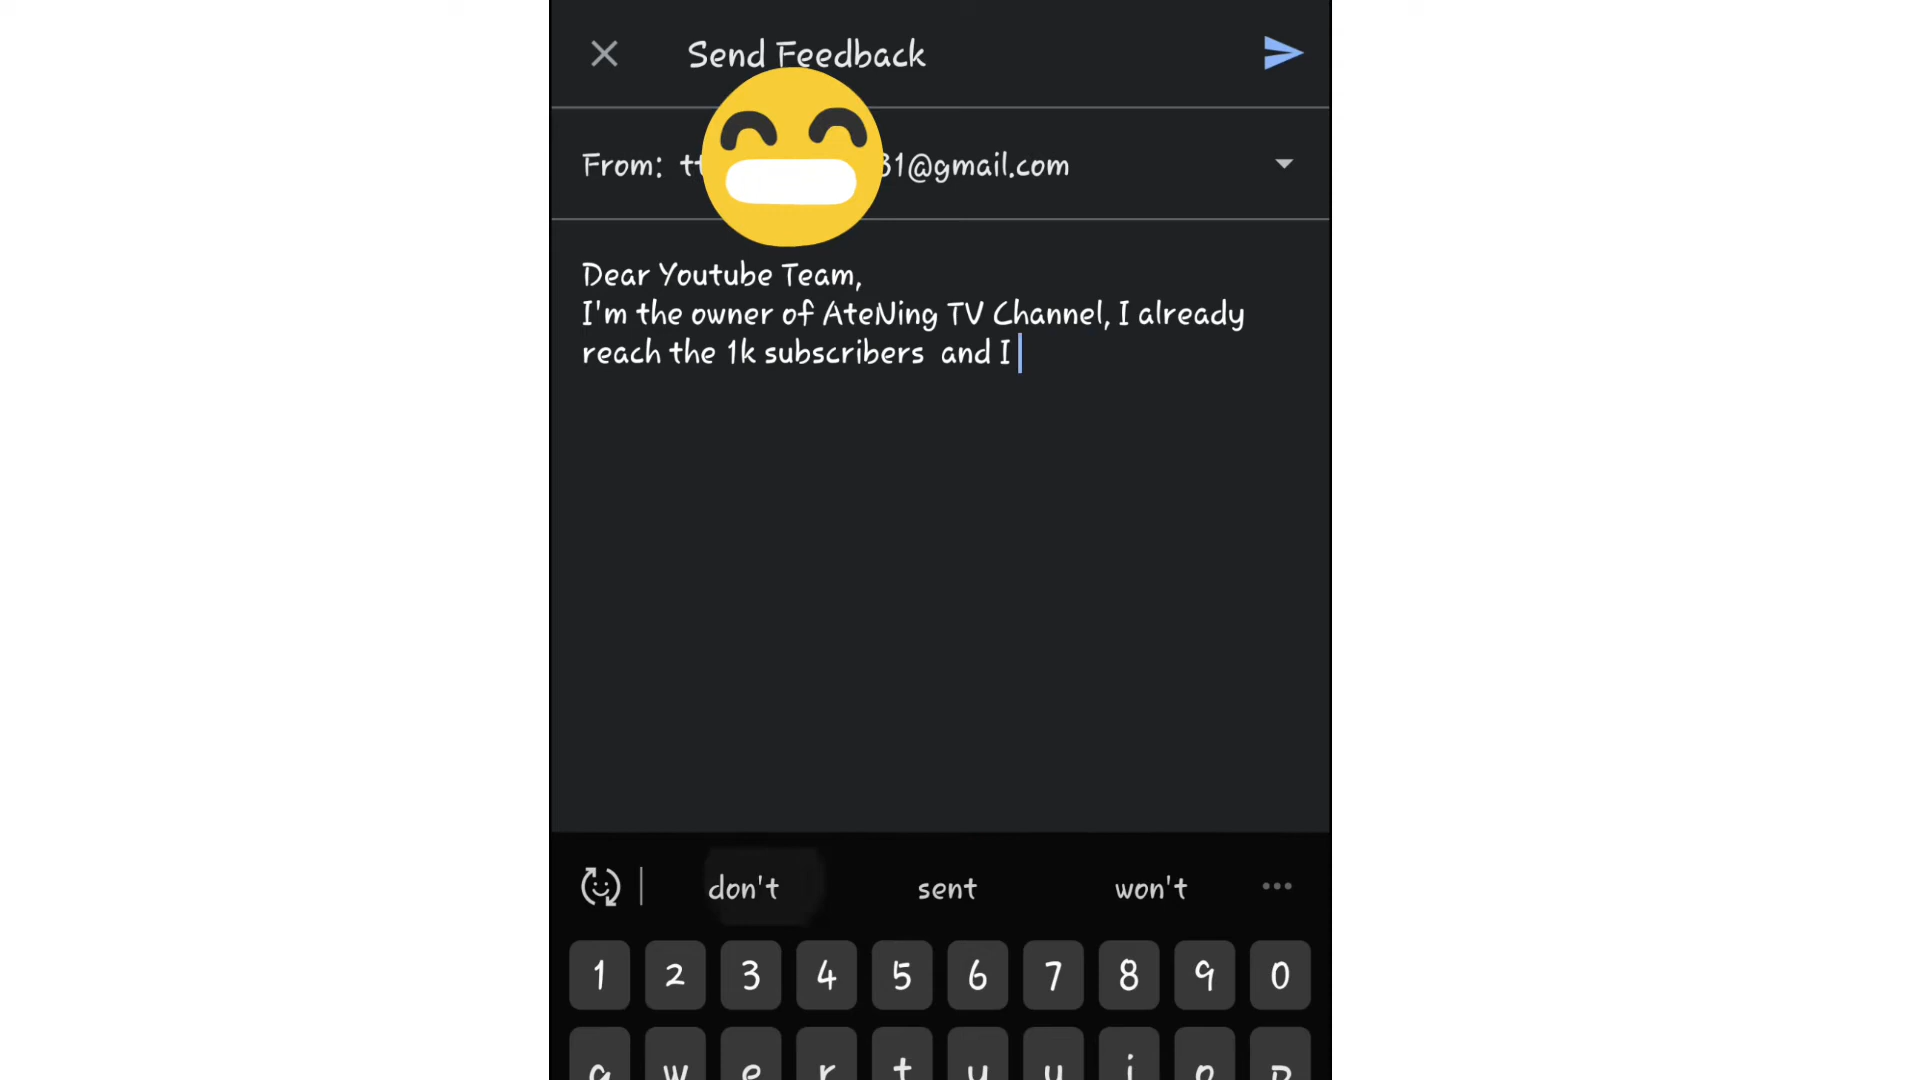 Send Feedback
From: 31@gmail.com
Dear Youtube Team,
I'm the owner of AteNing TV Channel, I already
reach the 1k subscribers and I
don't sent won't
1 2 3 4 5 6 7 8 9 0
q w e r t y u i o p